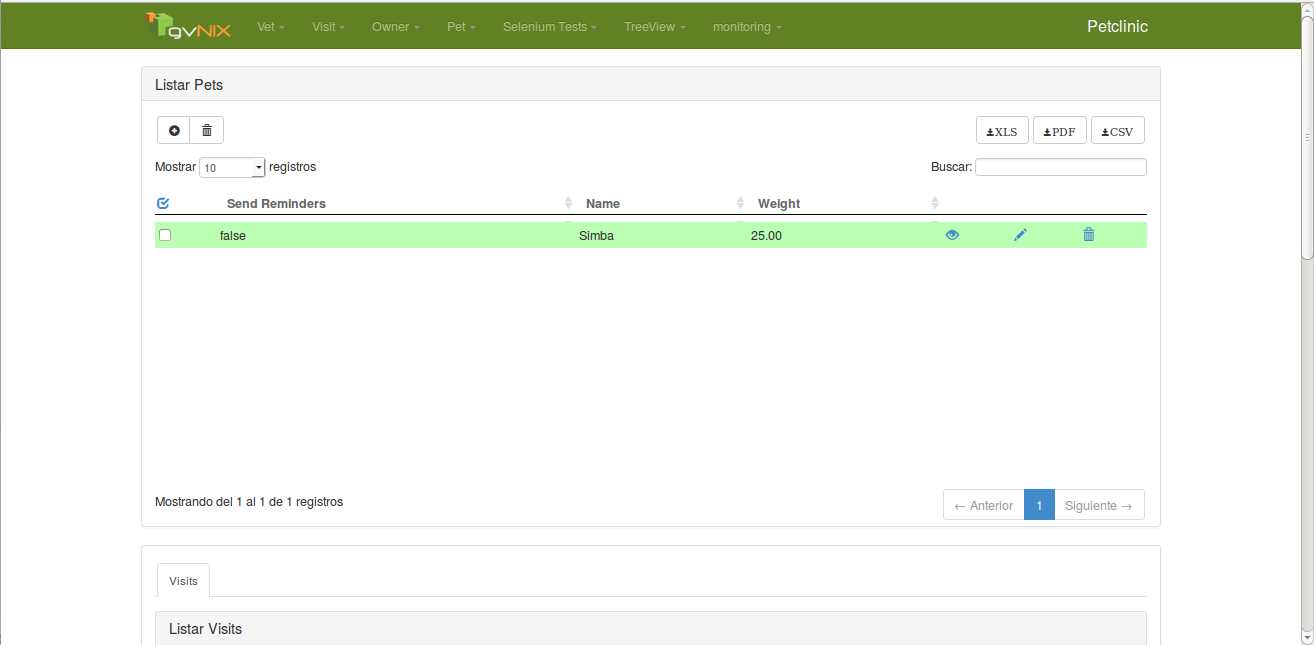 gvNIX Vet Visit Owner Pet Selenium Tests TreeView monitoring Petclinic
Listar Pets
XLS PDF CSV
Mostrar 10 registros Buscar:
Send Reminders Name Weight
false Simba 25.00
Mostrando del 1 al 1 de 1 registros ← Anterior 1 Siguiente →
Visits
Listar Visits